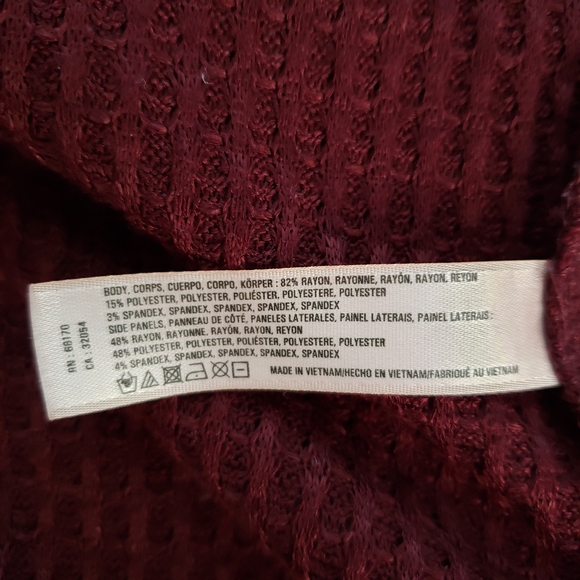 BODY, CORPS, CUERPO, CORPO, KÖRPER : 82% RAYON, RAYONNE, RAYÓN, RAYON, REYON
15% POLYESTER, POLYESTER, POLIÉSTER, POLYESTERE, POLYESTER
3% SPANDEX, SPANDEX, SPANDEX, SPANDEX, SPANDEX
SIDE PANELS, PANNEAU DE CÔTÉ, PANELES LATERALES, PAINEL LATERAIS, PAINEL LATERAIS :
48% RAYON, RAYONNE, RAYÓN, RAYON, REYON
48% POLYESTER, POLYESTER, POLIÉSTER, POLYESTERE, POLYESTER
4% SPANDEX, SPANDEX, SPANDEX, SPANDEX, SPANDEX
MADE IN VIETNAM/HECHO EN VIETNAM/FABRIQUÉ AU VIETNAM
RN : 68170
CA : 32054